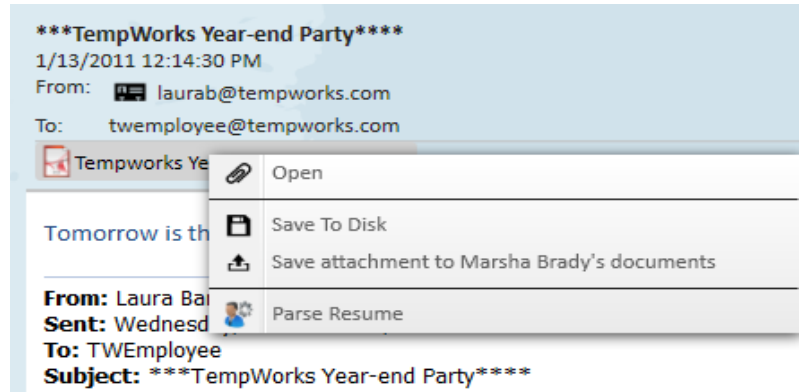 ***TempWorks Year-end Party****
1/13/2011 12:14:30 PM
From: laurab@tempworks.com
To: twemployee@tempworks.com
Tempworks Ye
Open
Save To Disk
Save attachment to Marsha Brady's documents
Parse Resume
Tomorrow is th
From: Laura Ba
Sent: Wednesd
To: TWEmployee
Subject: ***TempWorks Year-end Party****